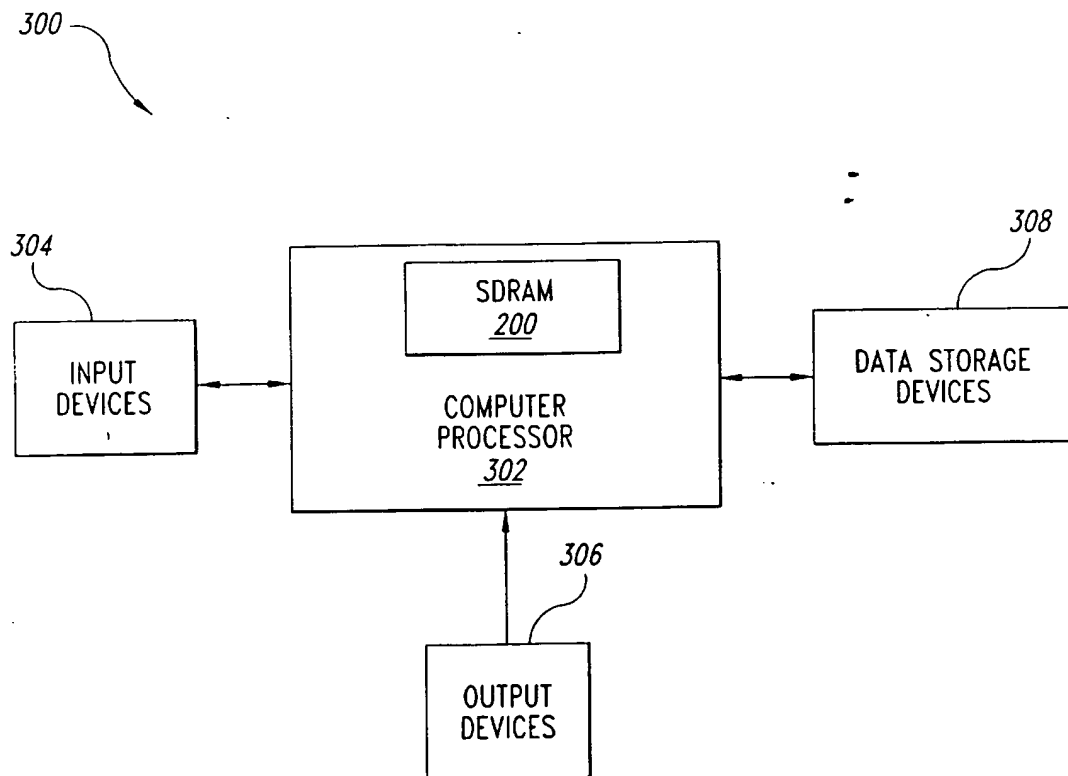 300
304
308
SDRAM
200
INPUT
DEVICES
DATA STORAGE
DEVICES
COMPUTER
PROCESSOR
302
306
OUTPUT
DEVICES